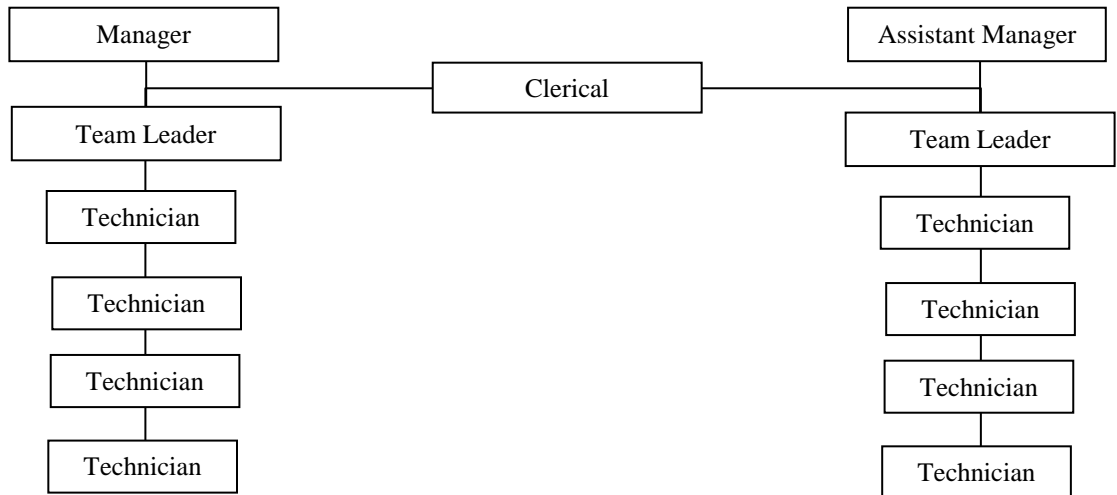 Manager
Assistant Manager
Clerical
Team Leader
Team Leader
Technician
Technician
Technician
Technician
Technician
Technician
Technician
Technician